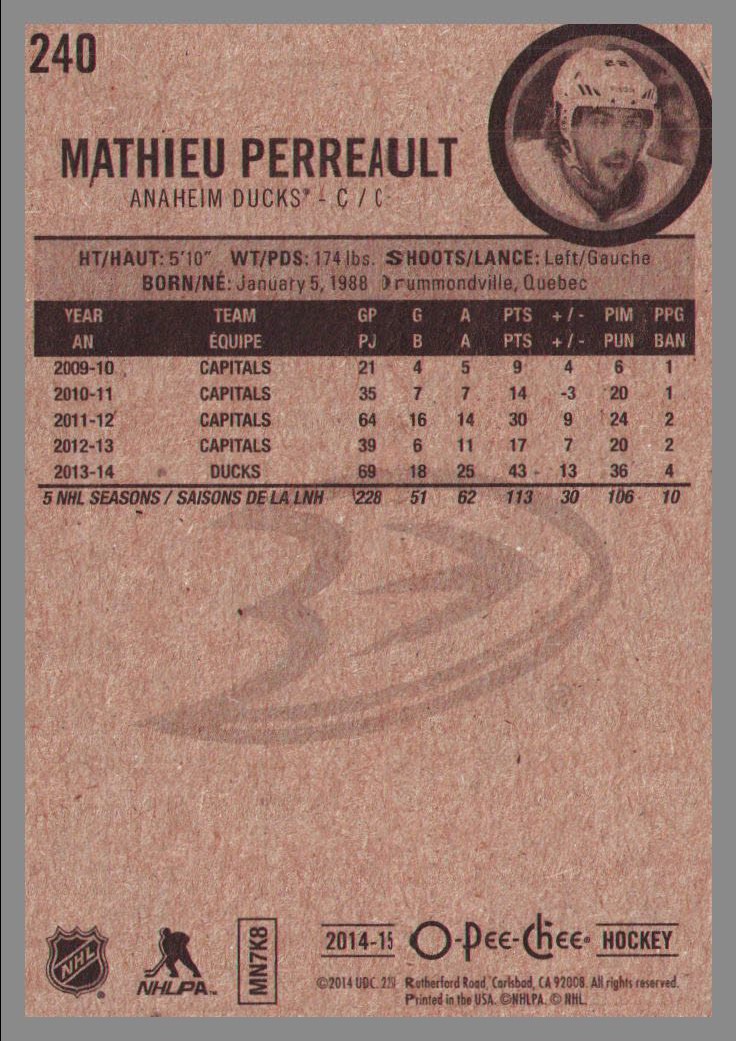 240
MATHIEU PERREAULT
ANAHEIM DUCKS® - C / C
HT/HAUT: 5'10" WT/PDS: 174 lbs. SHOOTS/LANCE: Left/Gauche
BORN/NÉ: January 5, 1988 Drummondville, Quebec
YEAR TEAM GP G A PTS +/- PIM PPG
AN ÉQUIPE PJ B A PTS +/- PUN BAN
2009-10 CAPITALS 21 4 5 9 4 6 1
2010-11 CAPITALS 35 7 7 14 -3 20 1
2011-12 CAPITALS 64 16 14 30 9 24 2
2012-13 CAPITALS 39 6 11 17 7 20 2
2013-14 DUCKS 69 18 25 43 13 36 4
5 NHL SEASONS / SAISONS DE LA LNH 228 51 62 113 30 106 10
NHL
NHLPA™
MN7K8
2014-15 O-Pee-Chee® HOCKEY
©2014 UDC. Rutherford Road, Carlsbad, CA 92008. All rights reserved.
Printed in the USA. ©NHLPA. © NHL.